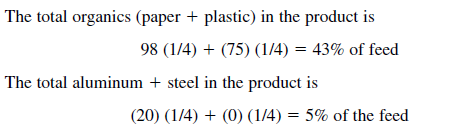 The total organics (paper + plastic) in the product is
98 (1/4) + (75) (1/4) = 43% of feed
The total aluminum + steel in the product is
(20) (1/4) + (0) (1/4) = 5% of the feed